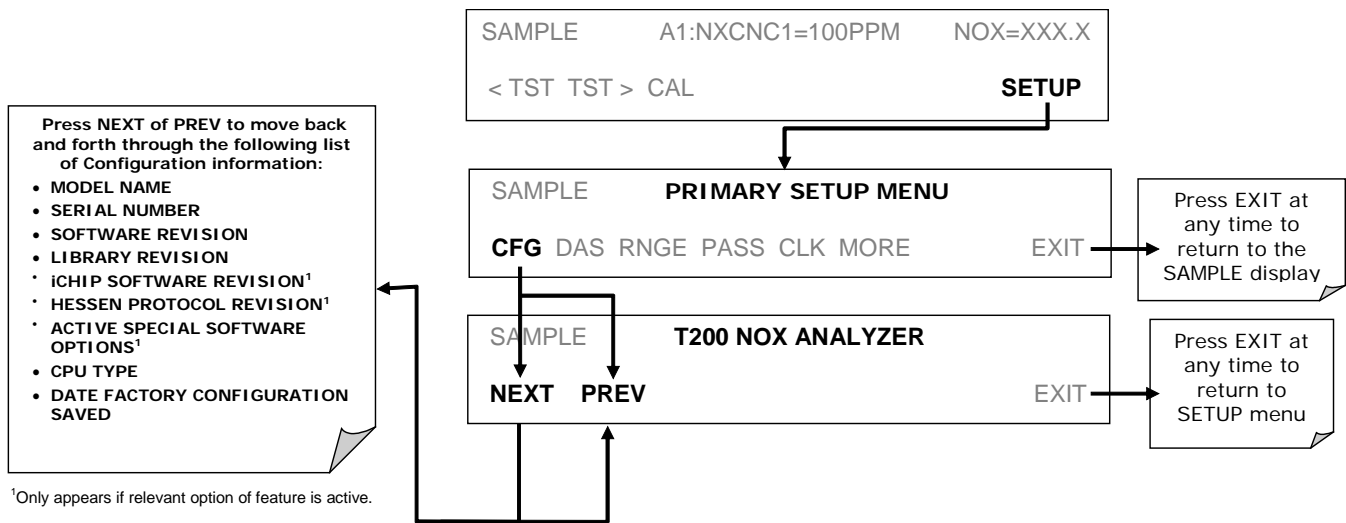 SAMPLE A1:NXCNC1=100PPM NOX=XXX.X
< TST TST > CAL SETUP
Press NEXT of PREV to move back
and forth through the following list
of Configuration information:
• MODEL NAME
• SERIAL NUMBER
• SOFTWARE REVISION
• LIBRARY REVISION
• iCHIP SOFTWARE REVISION¹
• HESSEN PROTOCOL REVISION¹
• ACTIVE SPECIAL SOFTWARE
OPTIONS¹
• CPU TYPE
• DATE FACTORY CONFIGURATION
SAVED
¹Only appears if relevant option of feature is active.
SAMPLE PRIMARY SETUP MENU
CFG DAS RNGE PASS CLK MORE EXIT
Press EXIT at
any time to
return to the
SAMPLE display
SAMPLE T200 NOX ANALYZER
NEXT PREV EXIT
Press EXIT at
any time to
return to
SETUP menu